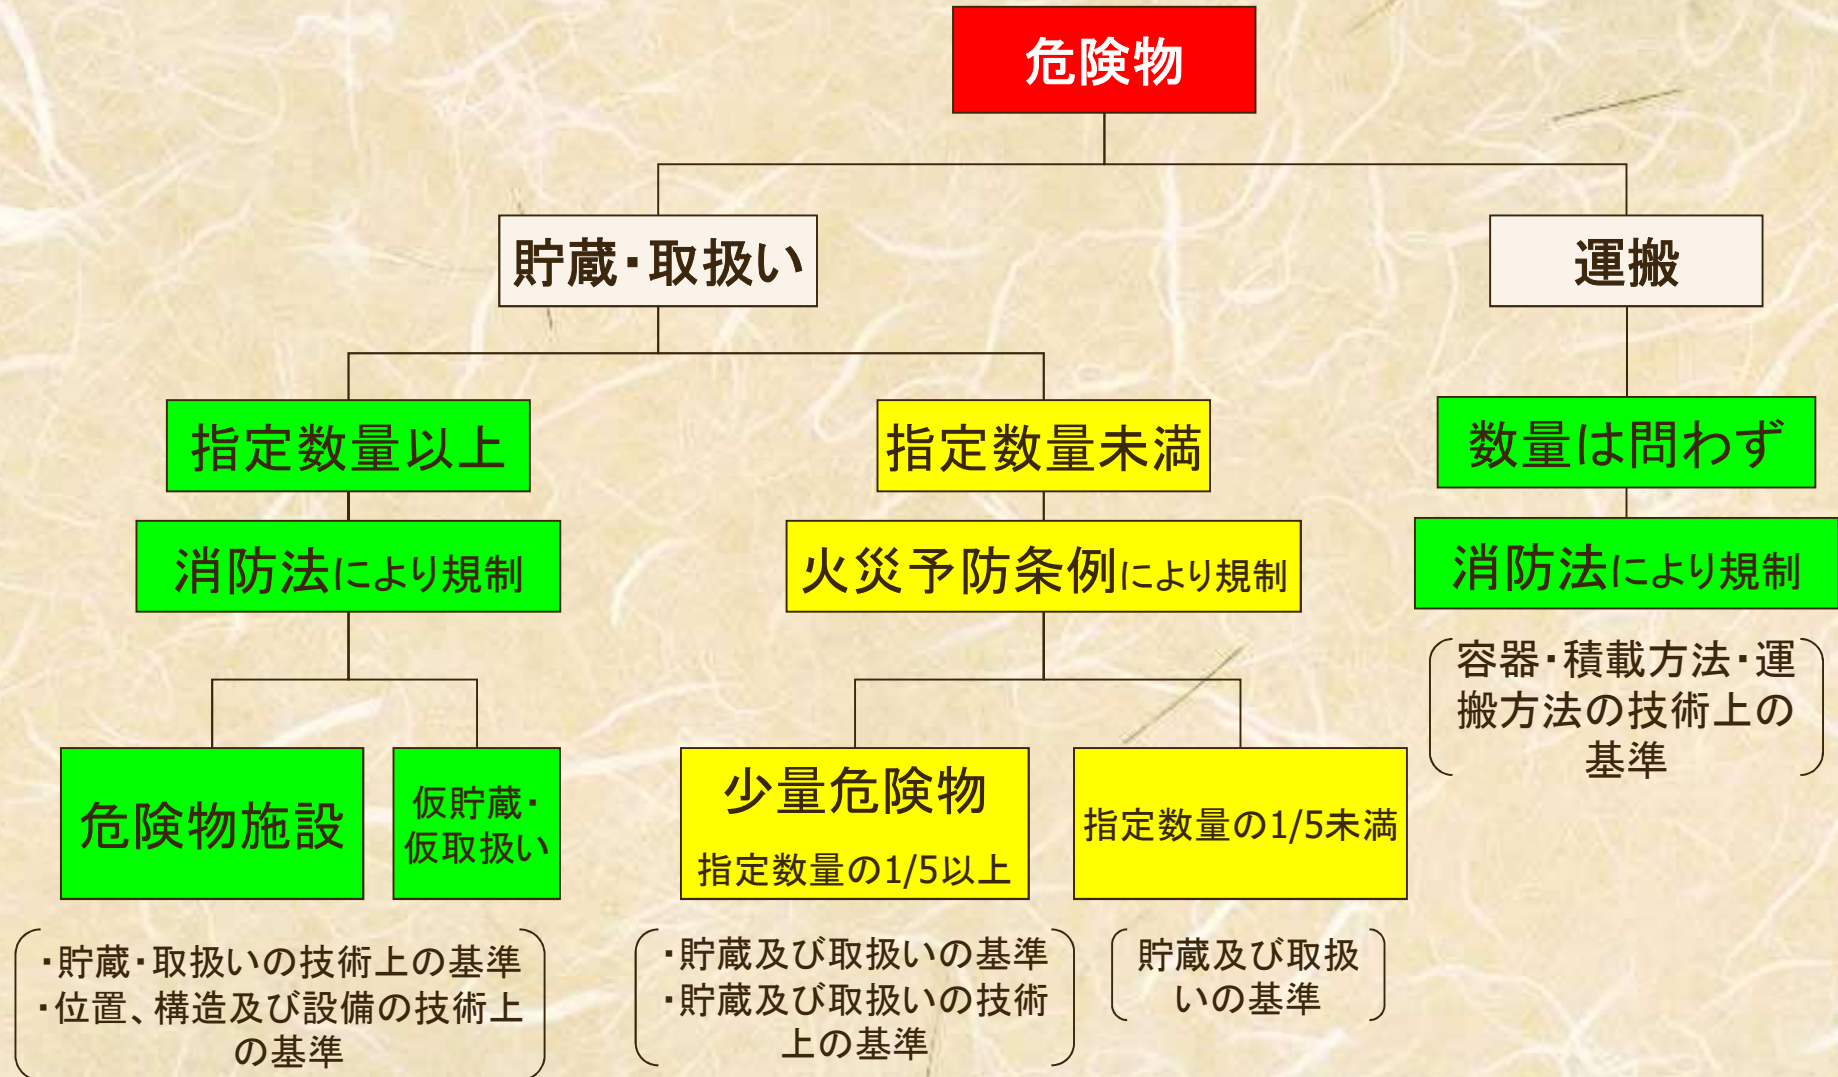 危険物
貯蔵・取扱い
運搬
指定数量以上
指定数量未満
数量は問わず
消防法により規制
火災予防条例により規制
消防法により規制
容器・積載方法・運
搬方法の技術上の
基準
危険物施設
仮貯蔵・
仮取扱い
少量危険物
指定数量の1/5以上
指定数量の1/5未満
・貯蔵・取扱いの技術上の基準
・位置、構造及び設備の技術上
の基準
・貯蔵及び取扱いの基準
・貯蔵及び取扱いの技術
上の基準
貯蔵及び取扱
いの基準